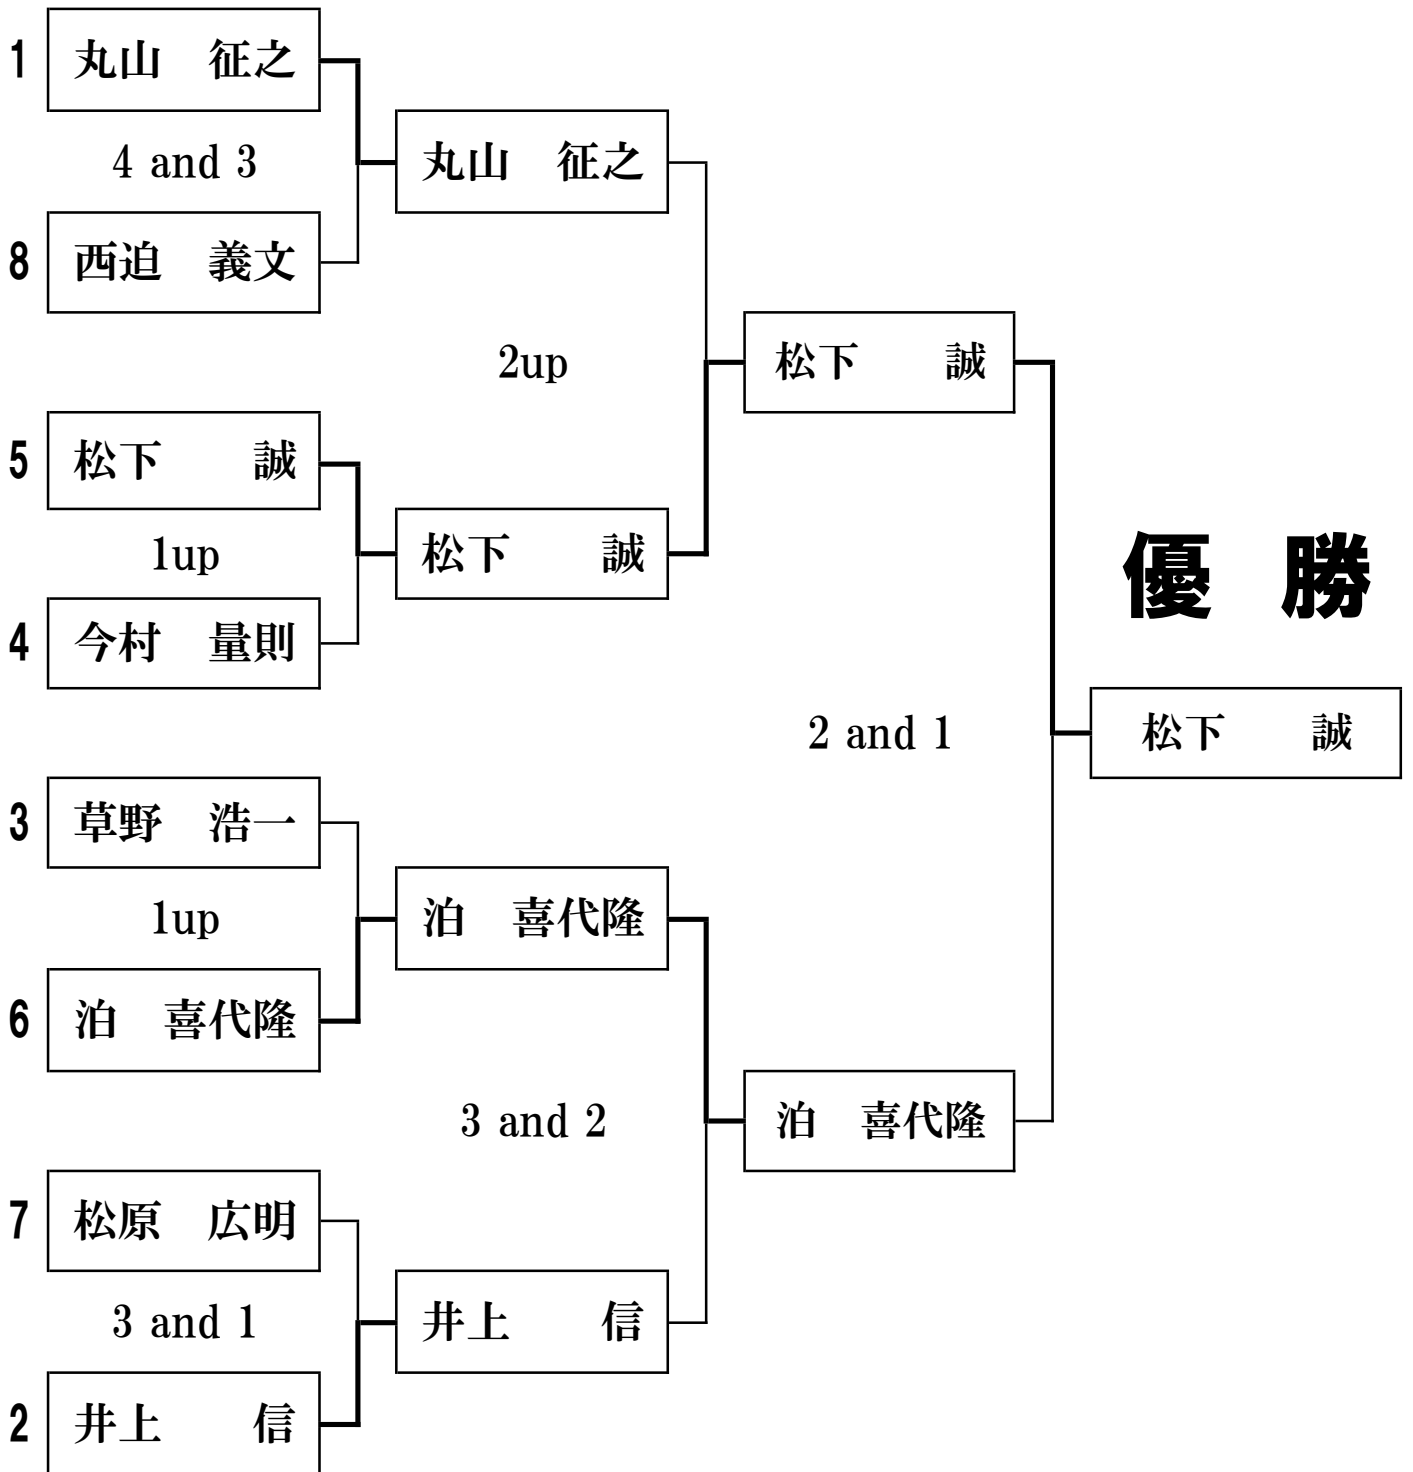 1 丸山　征之
4 and 3
丸山　征之
8 西迫　義文
2up
松下　誠
5 松下　誠
1up
松下　誠
4 今村　量則
優　勝
2 and 1
松下　誠
3 草野　浩一
1up
泊　喜代隆
6 泊　喜代隆
3 and 2
泊　喜代隆
7 松原　広明
3 and 1
井上　信
2 井上　信